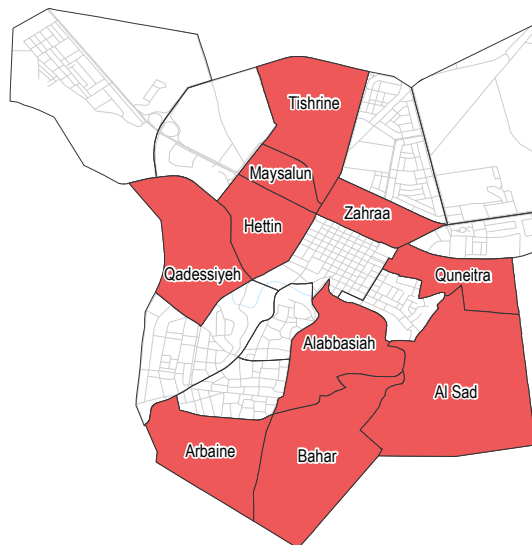 Tishrine
Maysalun
Zahraa
Hettin
Qadessiyeh
Quneitra
Alabbasiah
Al Sad
Arbaine
Bahar